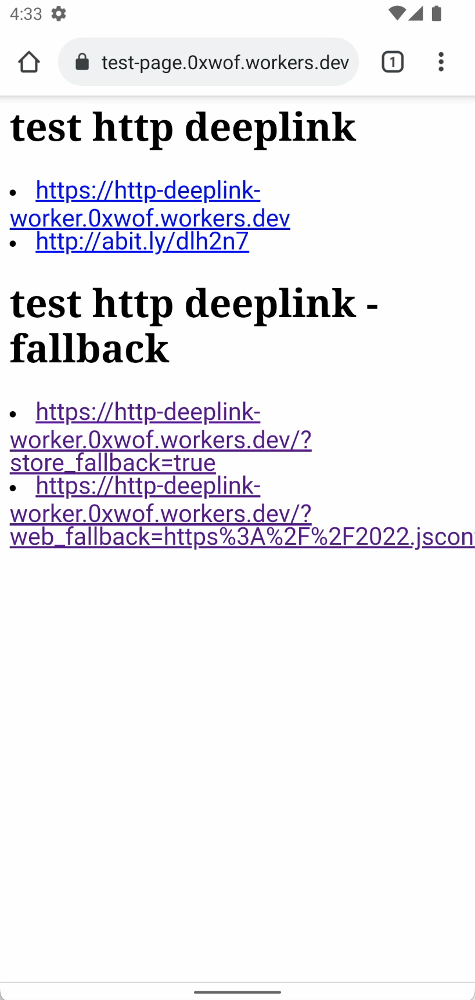 4:33
test-page.0xwof.workers.dev
1
test http deeplink
• https://http-deeplink-
worker.0xwof.workers.dev
• http://abit.ly/dlh2n7
test http deeplink -
fallback
• https://http-deeplink-
worker.0xwof.workers.dev/?
store_fallback=true
• https://http-deeplink-
worker.0xwof.workers.dev/?
web_fallback=https%3A%2F%2F2022.jscon